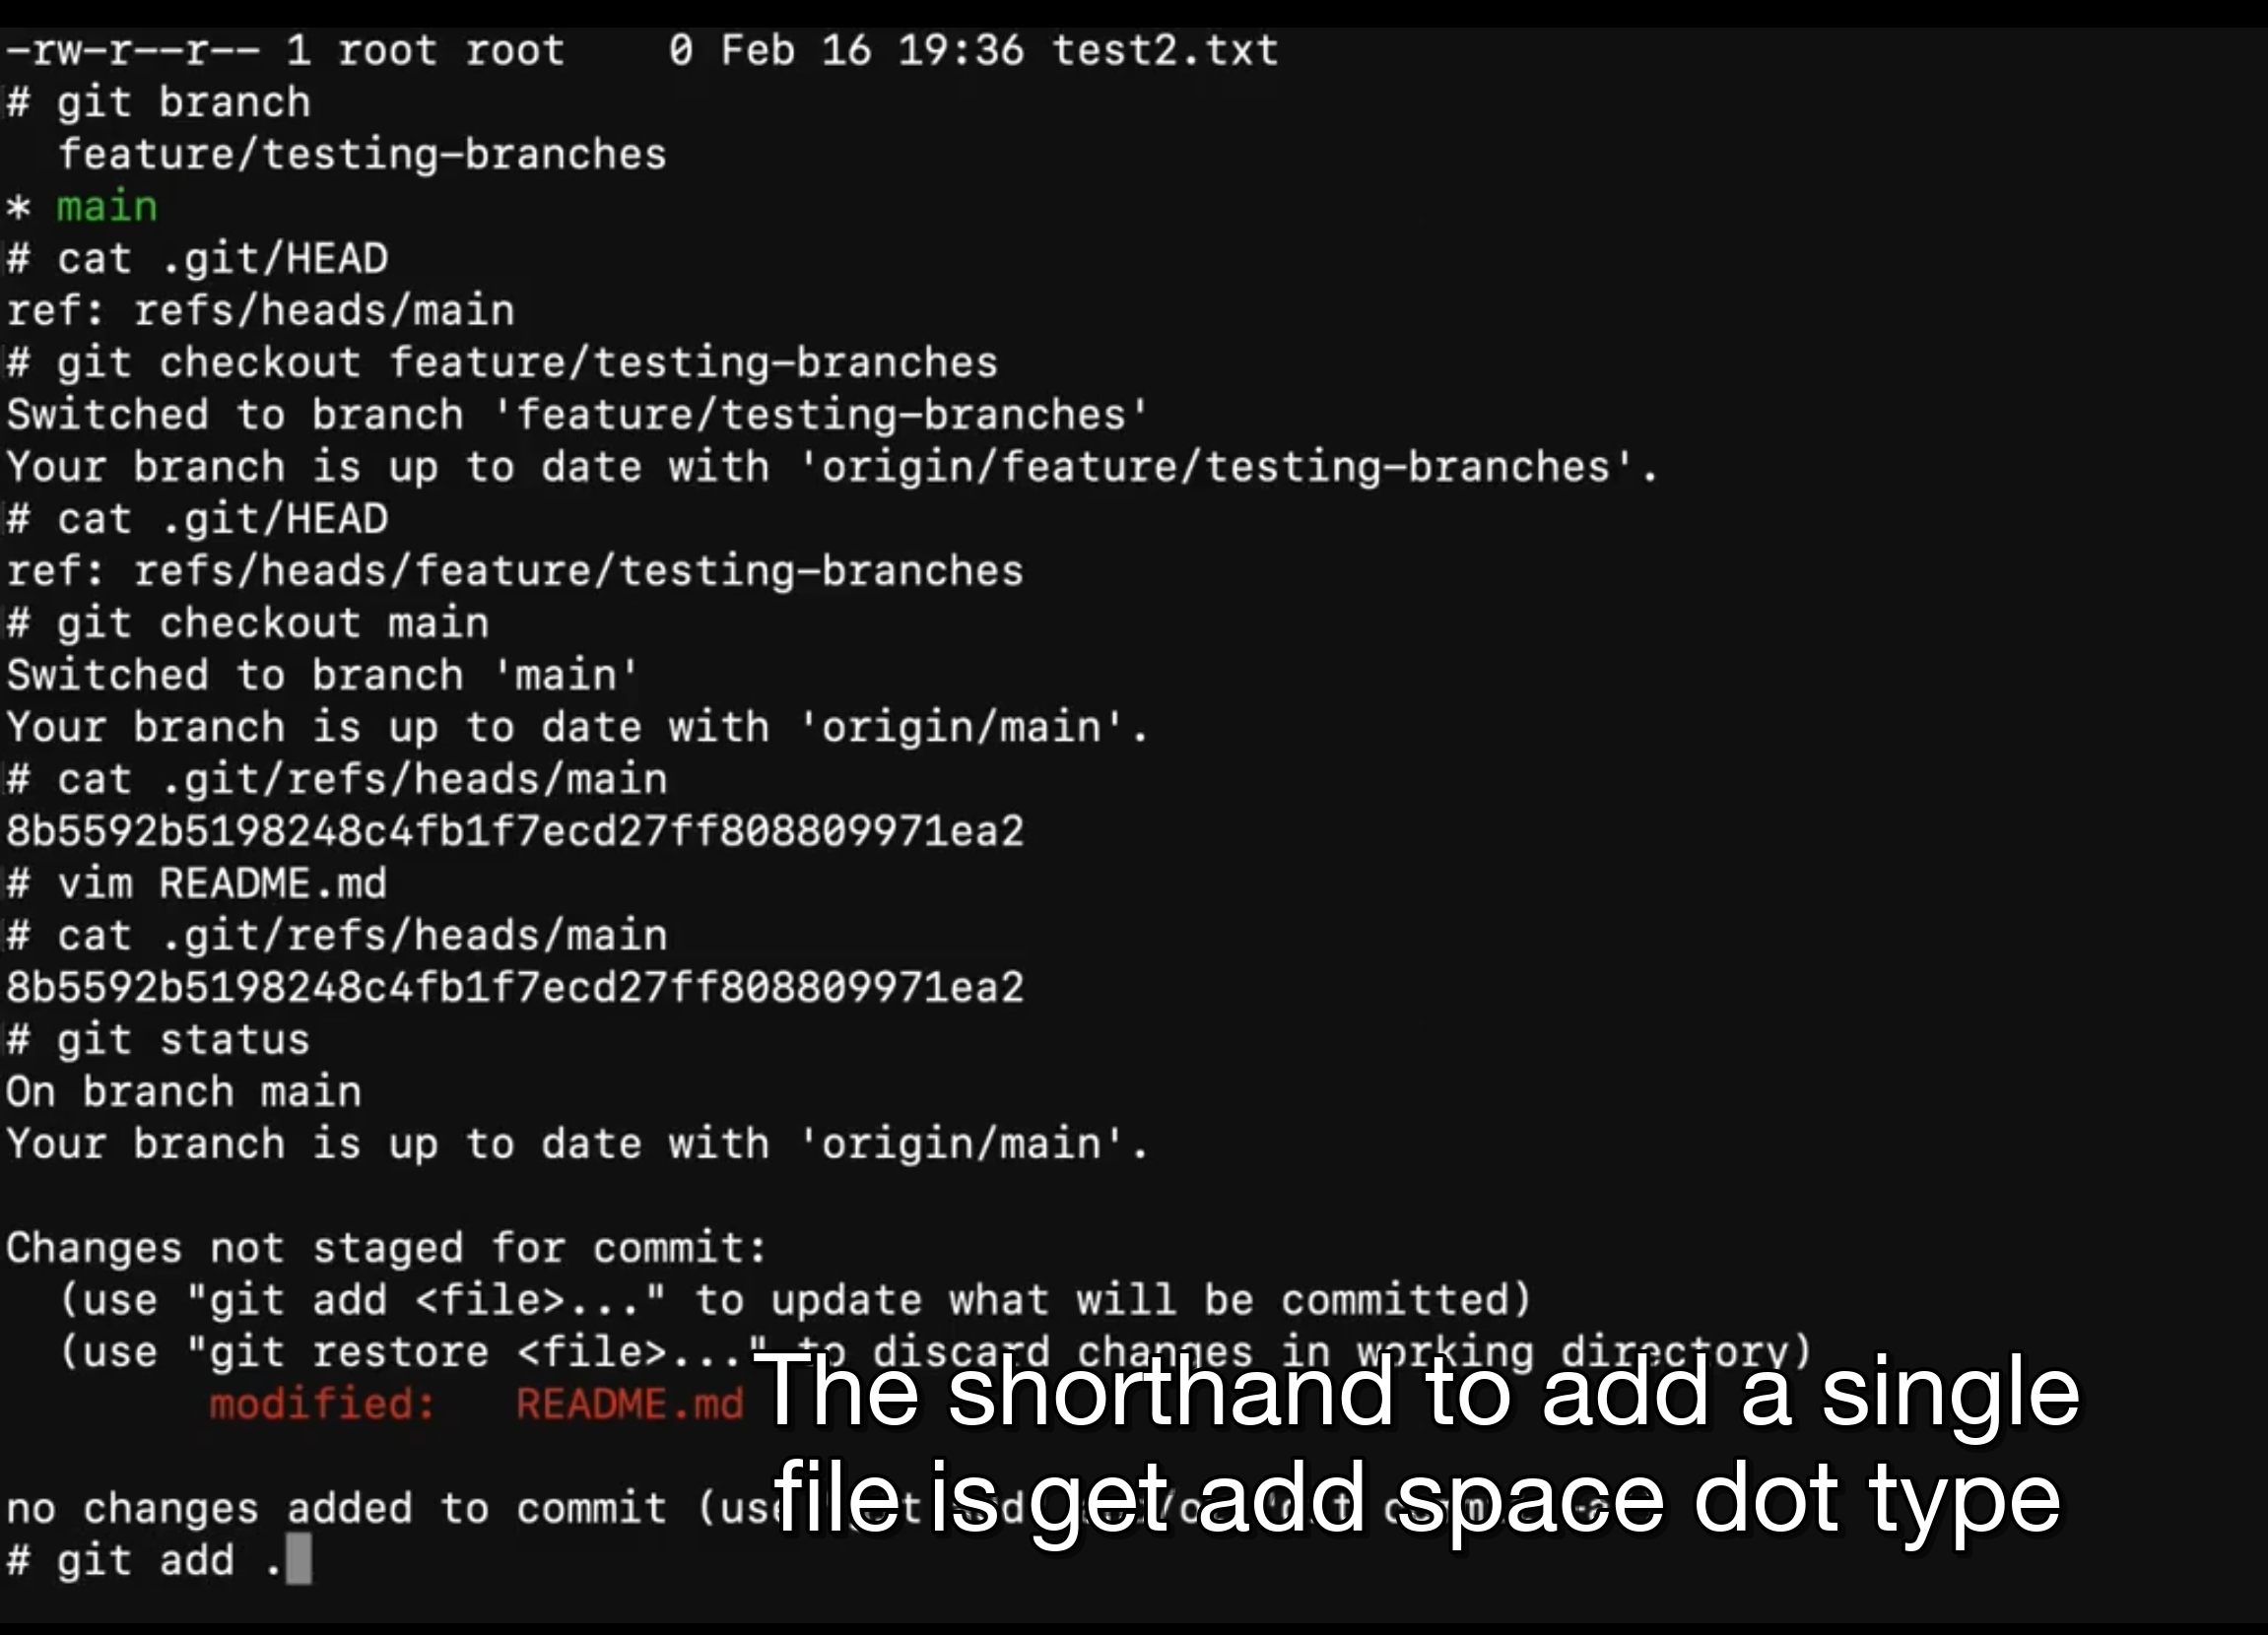 -rw-r--r-- 1 root root    0 Feb 16 19:36 test2.txt
# git branch
  feature/testing-branches
* main
# cat .git/HEAD
ref: refs/heads/main
# git checkout feature/testing-branches
Switched to branch 'feature/testing-branches'
Your branch is up to date with 'origin/feature/testing-branches'.
# cat .git/HEAD
ref: refs/heads/feature/testing-branches
# git checkout main
Switched to branch 'main'
Your branch is up to date with 'origin/main'.
# cat .git/refs/heads/main
8b5592b5198248c4fb1f7ecd27ff808809971ea2
# vim README.md
# cat .git/refs/heads/main
8b5592b5198248c4fb1f7ecd27ff808809971ea2
# git status
On branch main
Your branch is up to date with 'origin/main'.
Changes not staged for commit:
  (use "git add <file>..." to update what will be committed)
  (use "git restore <file>..." to discard changes in working directory)
        modified:   README.md
The shorthand to add a single
file is get add space dot type
no changes added to commit (use
# git add .